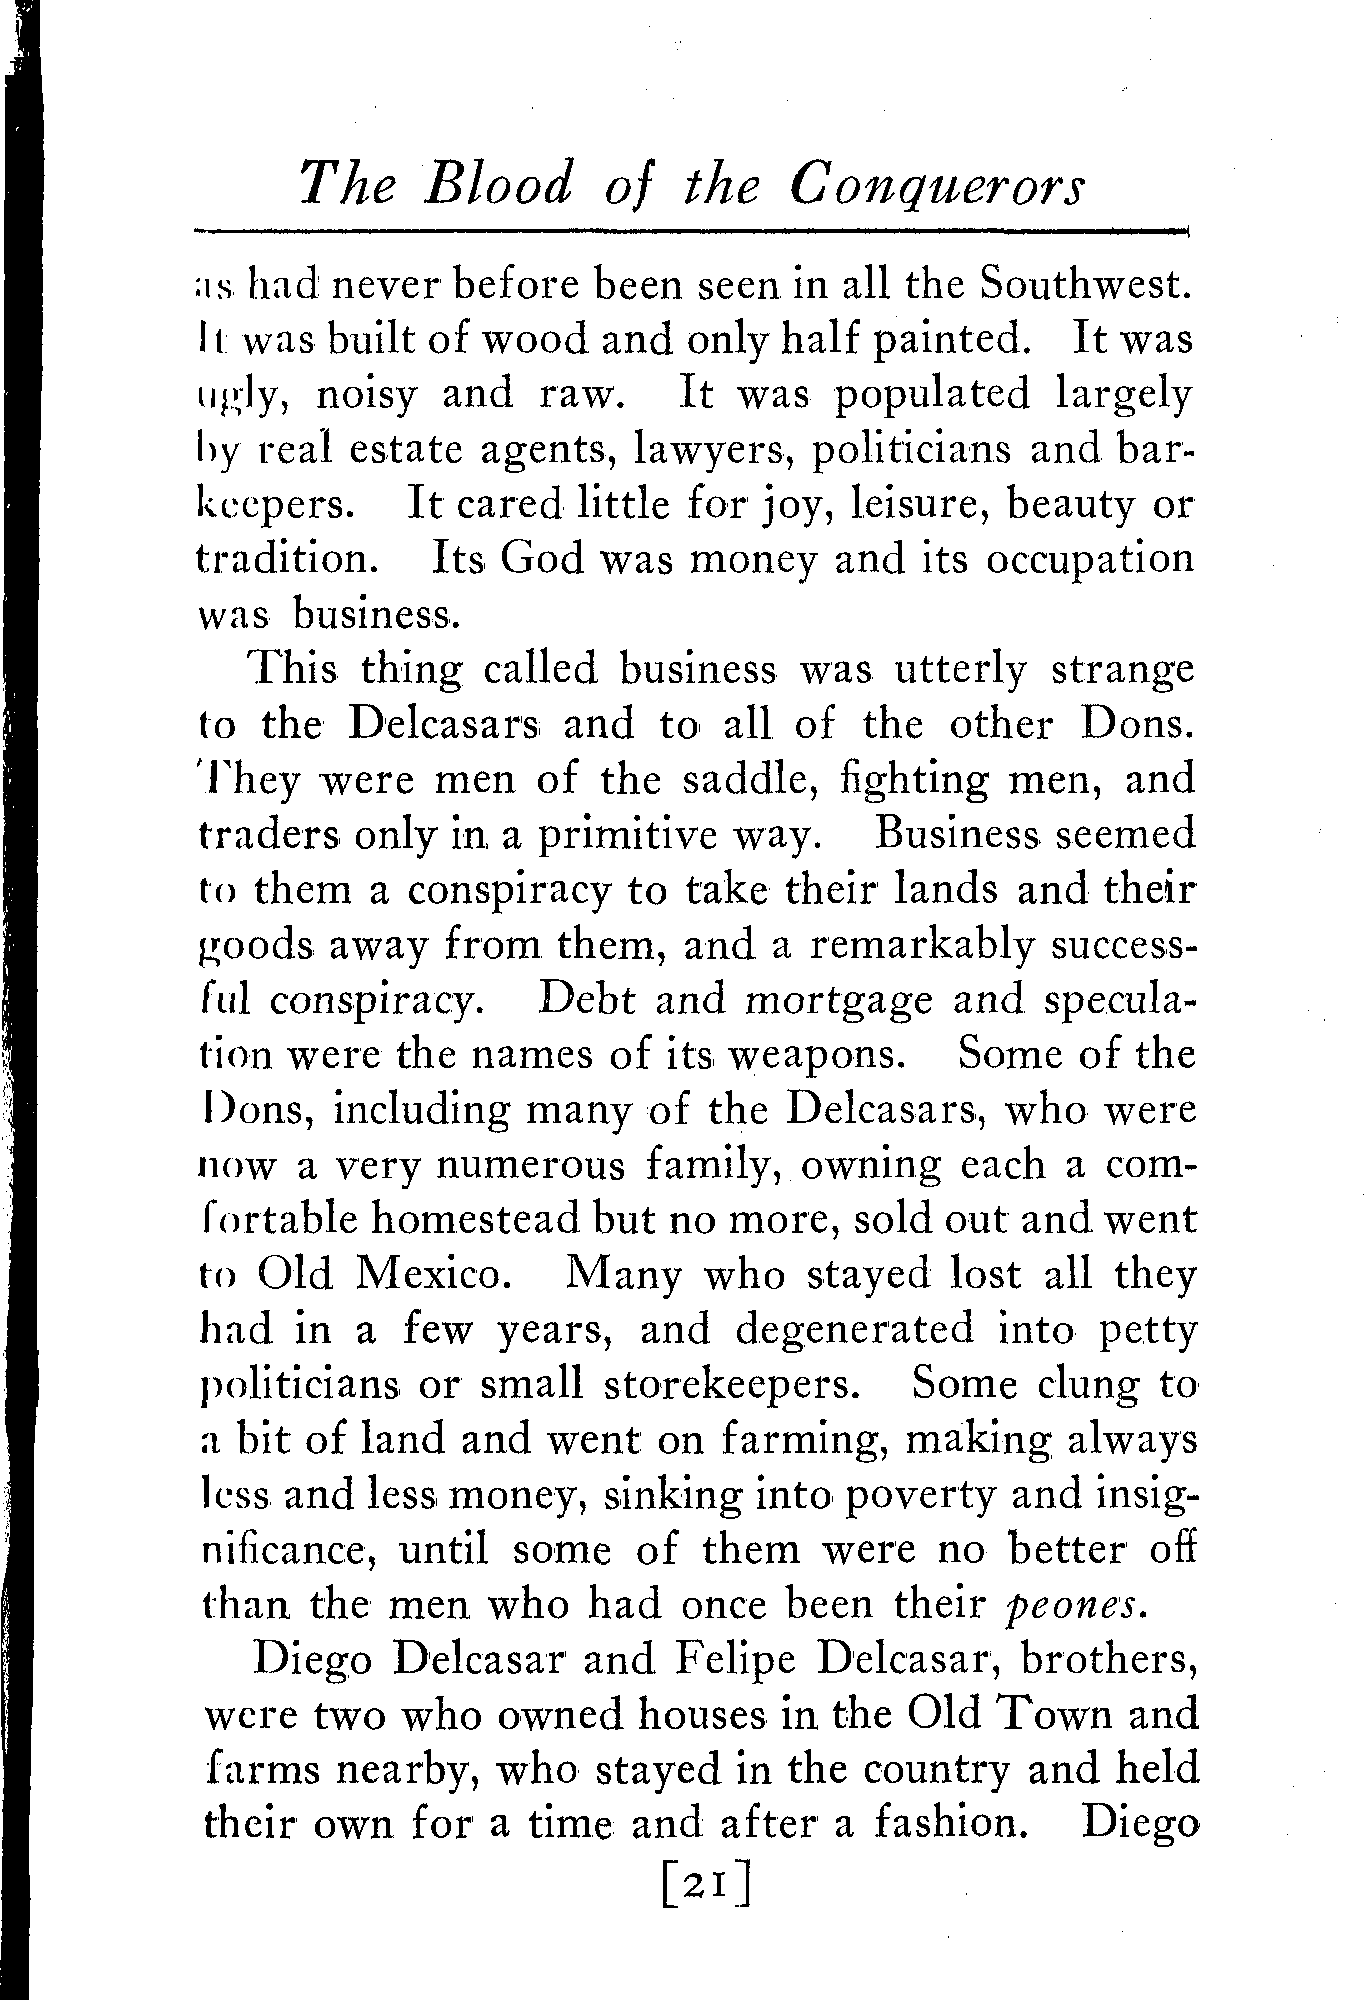 The Blood of the Conquerors
as had never before been seen in all the Southwest.
It was built of wood and only half painted. It was
ugly, noisy and raw. It was populated largely
by real estate agents, lawyers, politicians and bar-
keepers. It cared little for joy, leisure, beauty or
tradition. Its God was money and its occupation
was business.
This thing called business was utterly strange
to the Delcasars and to all of the other Dons.
They were men of the saddle, fighting men, and
traders only in a primitive way. Business seemed
to them a conspiracy to take their lands and their
goods away from them, and a remarkably success-
ful conspiracy. Debt and mortgage and specula-
tion were the names of its weapons. Some of the
Dons, including many of the Delcasars, who were
now a very numerous family, owning each a com-
fortable homestead but no more, sold out and went
to Old Mexico. Many who stayed lost all they
had in a few years, and degenerated into petty
politicians or small storekeepers. Some clung to
a bit of land and went on farming, making always
less and less money, sinking into poverty and insig-
nificance, until some of them were no better off
than the men who had once been their peones.
Diego Delcasar and Felipe Delcasar, brothers,
were two who owned houses in the Old Town and
farms nearby, who stayed in the country and held
their own for a time and after a fashion. Diego
[21]